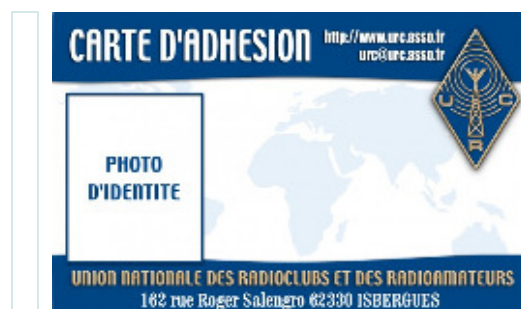 CARTE D'ADHESION
http://www.urc.asso.fr
urc@urc.asso.fr
U R C
PHOTO
D'IDENTITE
UNION NATIONALE DES RADIOCLUBS ET DES RADIOAMATEURS
162 rue Roger Salengro 62330 ISBERGUES